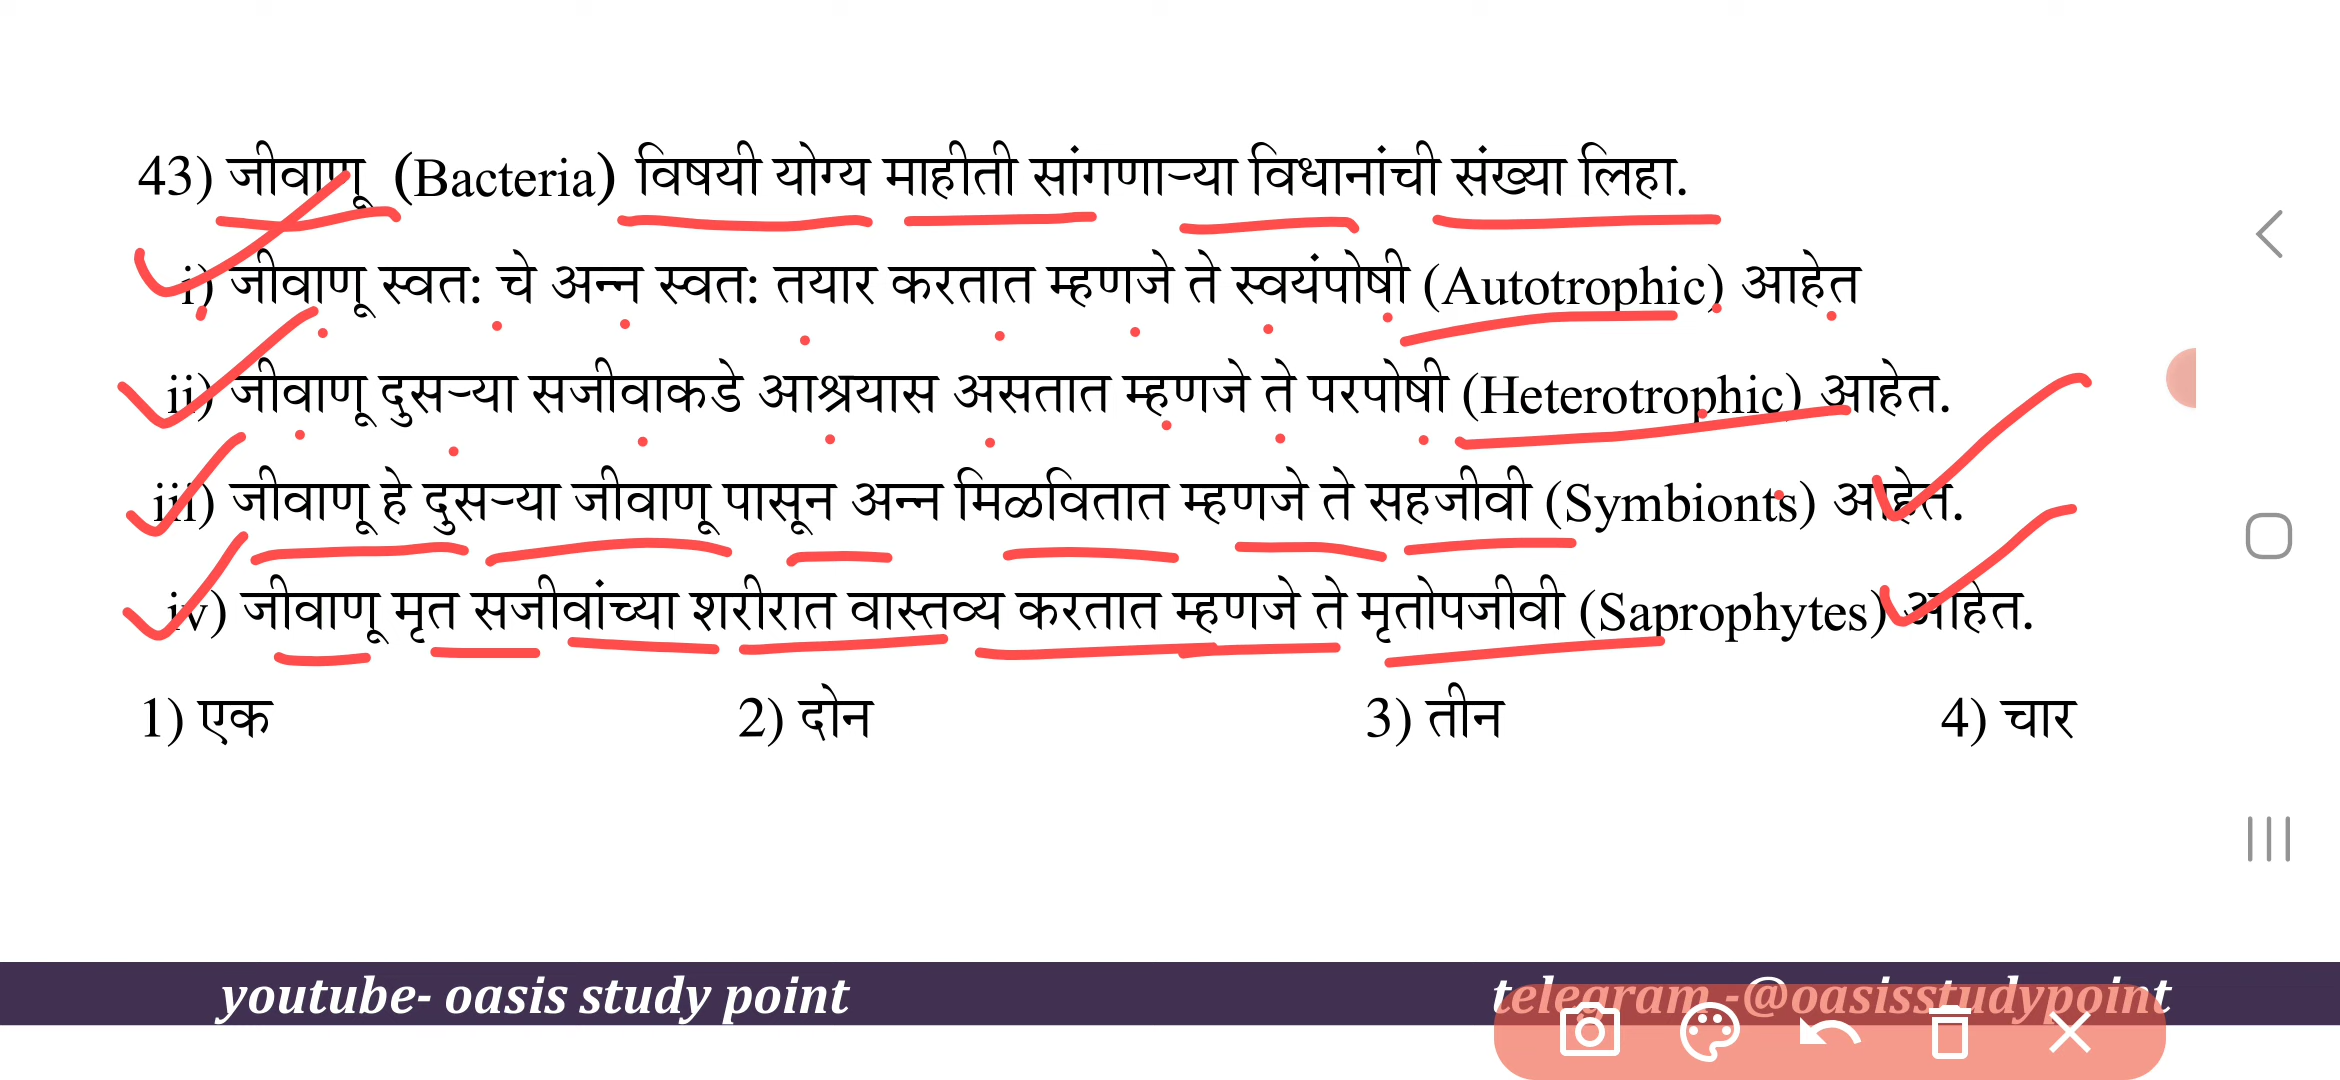 43) जीवाणू (Bacteria) विषयी योग्य माहीती सांगणाऱ्या विधानांची संख्या लिहा.
i) जीवाणू स्वत: चे अन्न स्वत: तयार करतात म्हणजे ते स्वयंपोषी (Autotrophic) आहेत
ii) जीवाणू दुसऱ्या सजीवाकडे आश्रयास असतात म्हणजे ते परपोषी (Heterotrophic) आहेत.
iii) जीवाणू हे दुसऱ्या जीवाणू पासून अन्न मिळवितात म्हणजे ते सहजीवी (Symbionts) आहेत.
iv) जीवाणू मृत सजीवांच्या शरीरात वास्तव्य करतात म्हणजे ते मृतोपजीवी (Saprophytes) आहेत.
1) एक 2) दोन 3) तीन 4) चार
youtube- oasis study point telegram -@oasisstudypoint